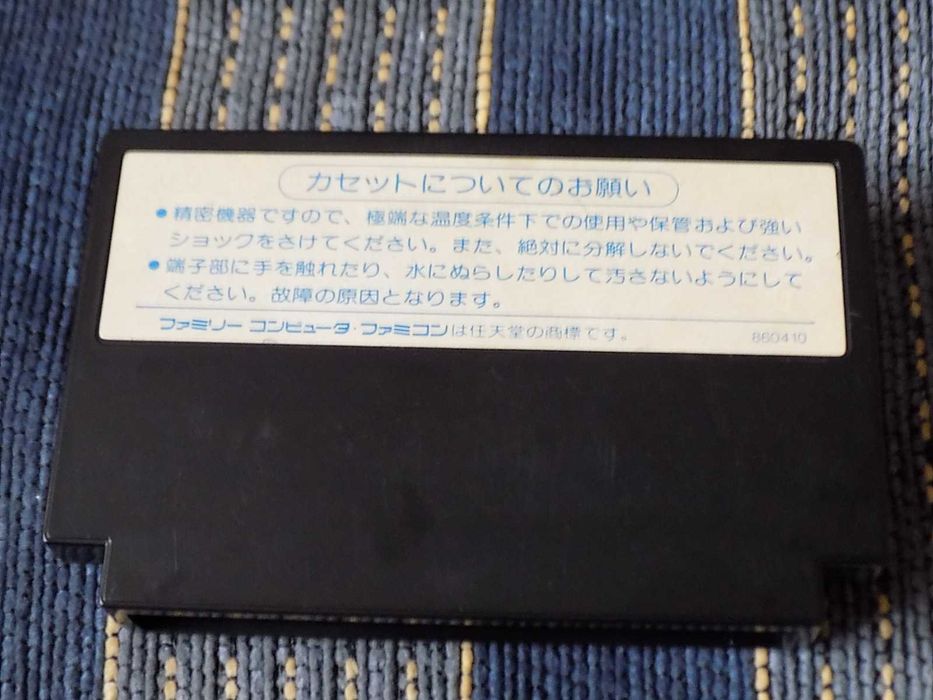 カセットについてのお願い
●精密機器ですので、極端な温度条件下での使用や保管および強い
ショックをさけてください。また、絶対に分解しないでください。
●端子部に手を触れたり、水にぬらしたりして汚さないようにして
ください。故障の原因となります。
ファミリー コンピュータ・ファミコンは任天堂の商標です。 860410